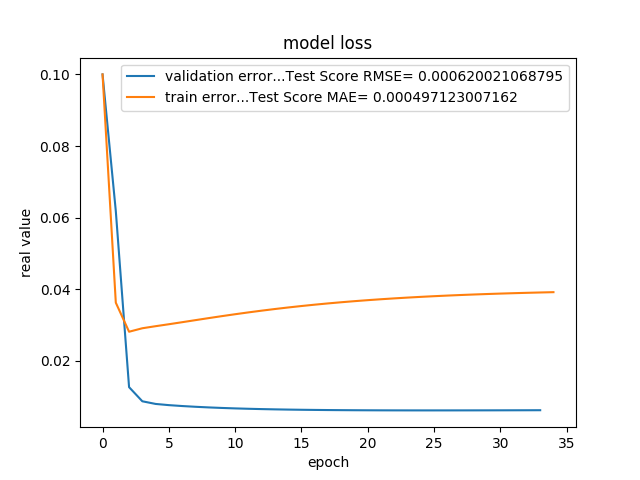 model loss
validation error...Test Score RMSE= 0.000620021068795
train error...Test Score MAE= 0.000497123007162
0.10
0.08
0.06
0.04
0.02
real value
0 5 10 15 20 25 30 35
epoch